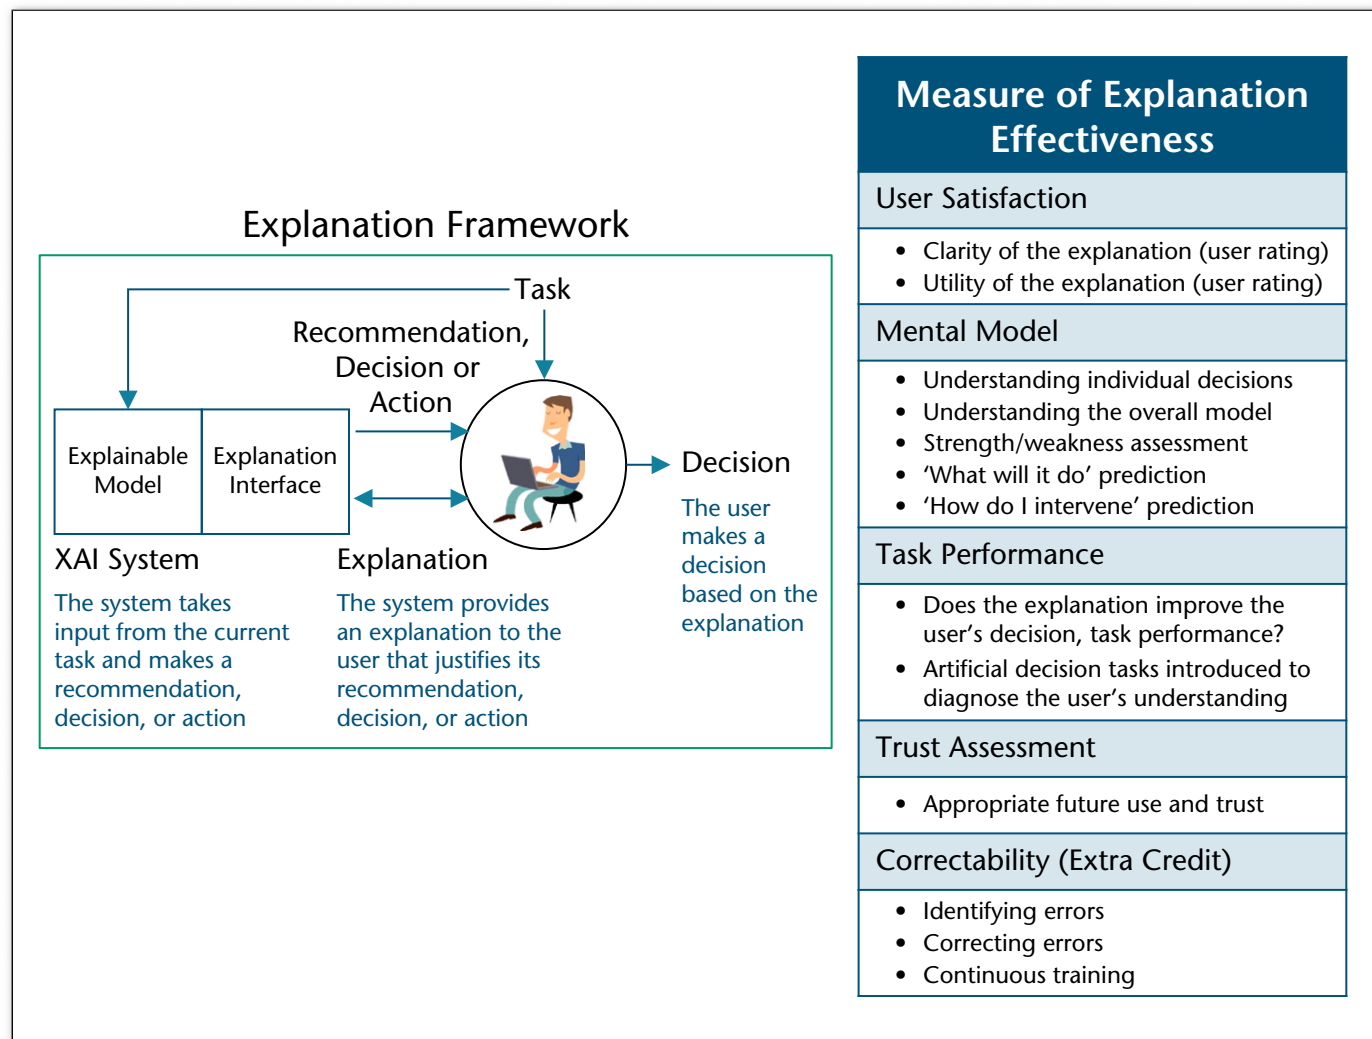 Explanation Framework
Task
Recommendation,
Decision or
Action
Explainable
Model
Explanation
Interface
XAI System
The system takes
input from the current
task and makes a
recommendation,
decision, or action
Explanation
The system provides
an explanation to the
user that justifies its
recommendation,
decision, or action
Decision
The user
makes a
decision
based on the
explanation
Measure of Explanation
Effectiveness
User Satisfaction
• Clarity of the explanation (user rating)
• Utility of the explanation (user rating)
Mental Model
• Understanding individual decisions
• Understanding the overall model
• Strength/weakness assessment
• ‘What will it do’ prediction
• ‘How do I intervene’ prediction
Task Performance
• Does the explanation improve the
user’s decision, task performance?
• Artificial decision tasks introduced to
diagnose the user’s understanding
Trust Assessment
• Appropriate future use and trust
Correctability (Extra Credit)
• Identifying errors
• Correcting errors
• Continuous training